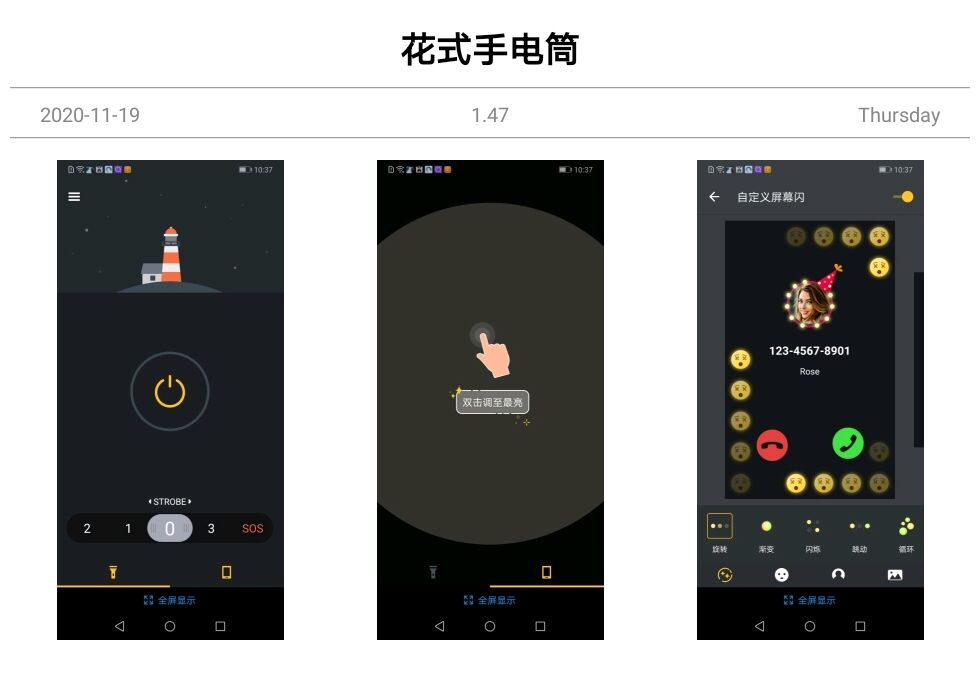 花式手电筒
2020-11-19 1.47 Thursday
10:37
STROBE
2 1 0 3 SOS
全屏显示
10:37
双击调至最亮
全屏显示
10:37
自定义屏幕闪
123-4567-8901
Rose
旋转 渐变 闪烁 跳动 循环
全屏显示